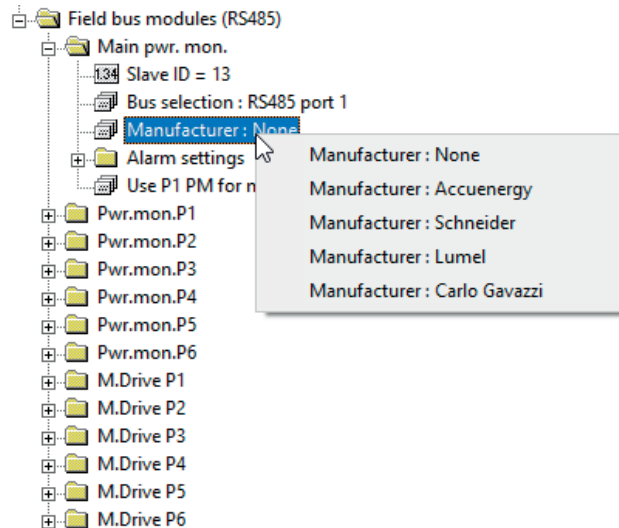 Field bus modules (RS485)
Main pwr. mon.
1.34 Slave ID = 13
Bus selection : RS485 port 1
Manufacturer : None
Alarm settings
Use P1 PM for
Manufacturer : None
Manufacturer : Accuenergy
Manufacturer : Schneider
Manufacturer : Lumel
Manufacturer : Carlo Gavazzi
Pwr.mon.P1
Pwr.mon.P2
Pwr.mon.P3
Pwr.mon.P4
Pwr.mon.P5
Pwr.mon.P6
M.Drive P1
M.Drive P2
M.Drive P3
M.Drive P4
M.Drive P5
M.Drive P6